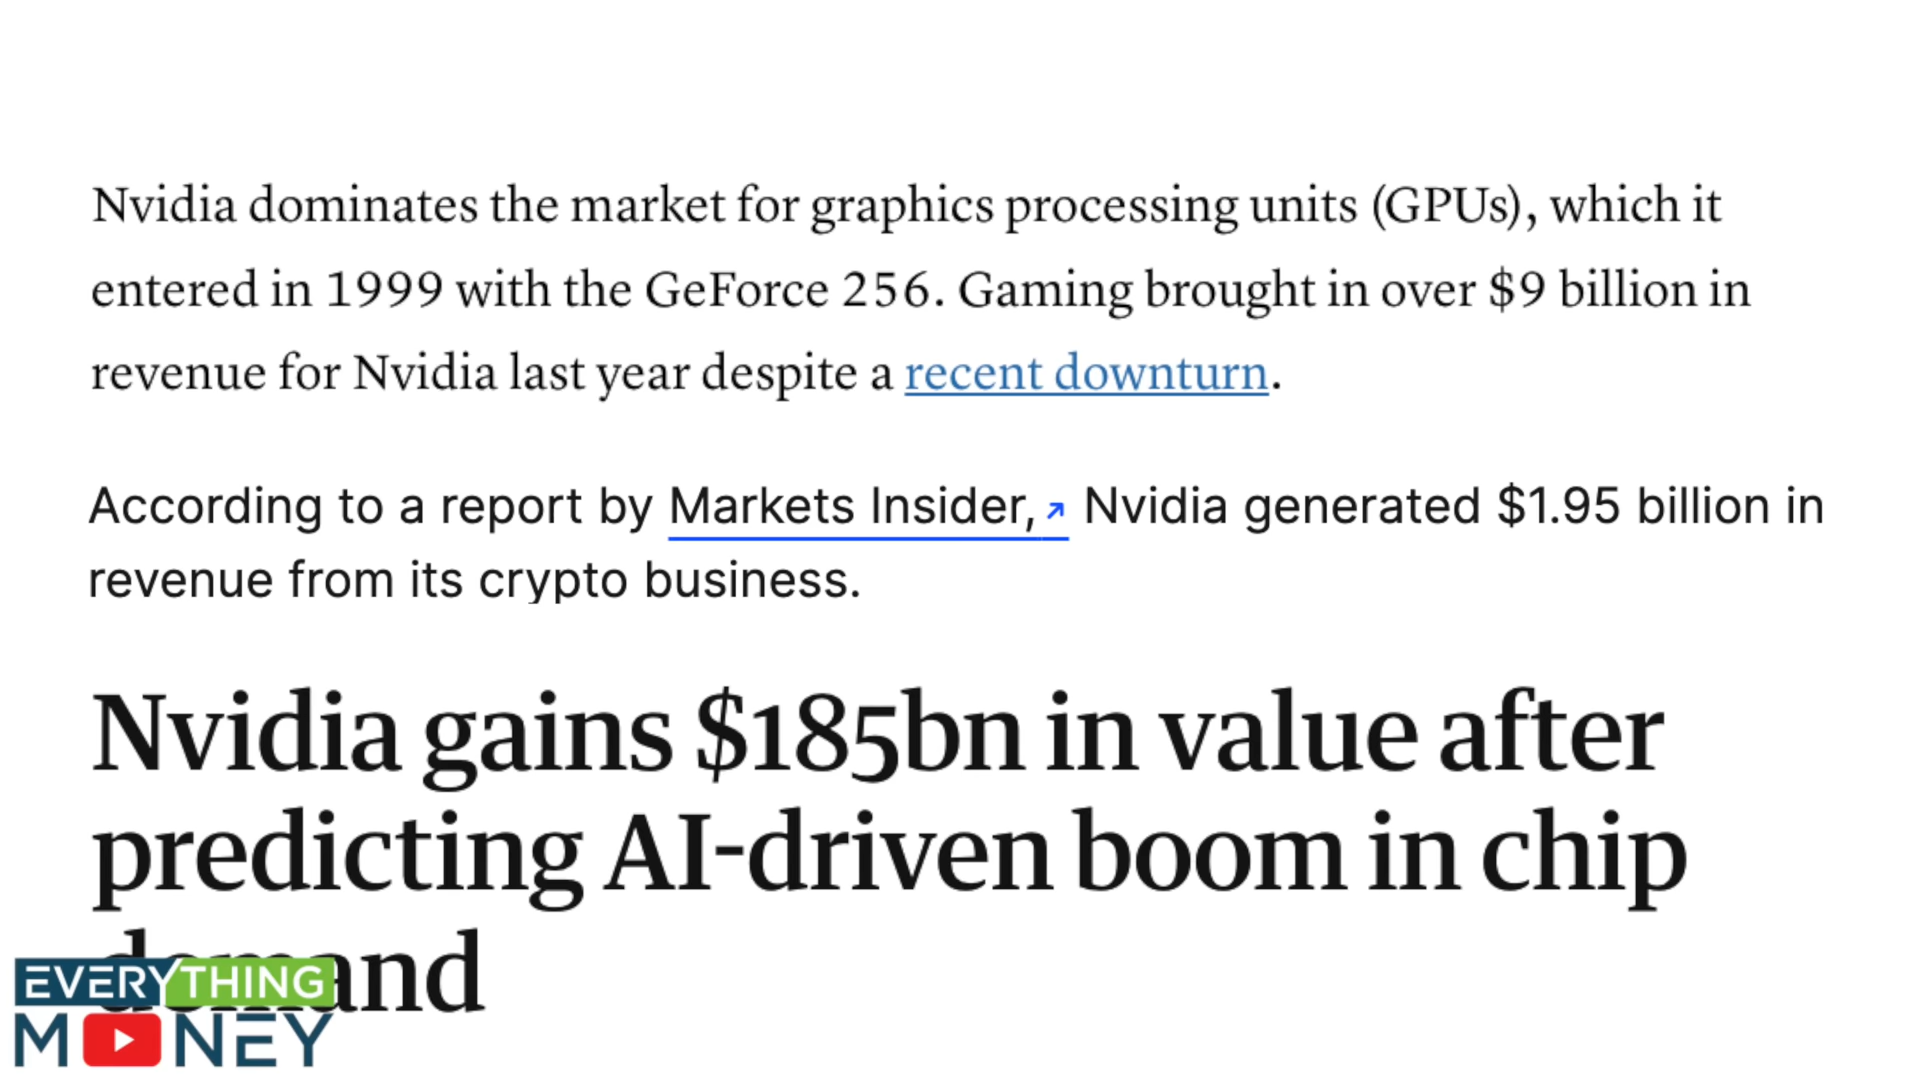 Nvidia dominates the market for graphics processing units (GPUs), which it
entered in 1999 with the GeForce 256. Gaming brought in over $9 billion in
revenue for Nvidia last year despite a recent downturn.
According to a report by Markets Insider, ↗ Nvidia generated $1.95 billion in
revenue from its crypto business.
Nvidia gains $185bn in value after
predicting AI-driven boom in chip
demand
EVERYTHING
MONEY